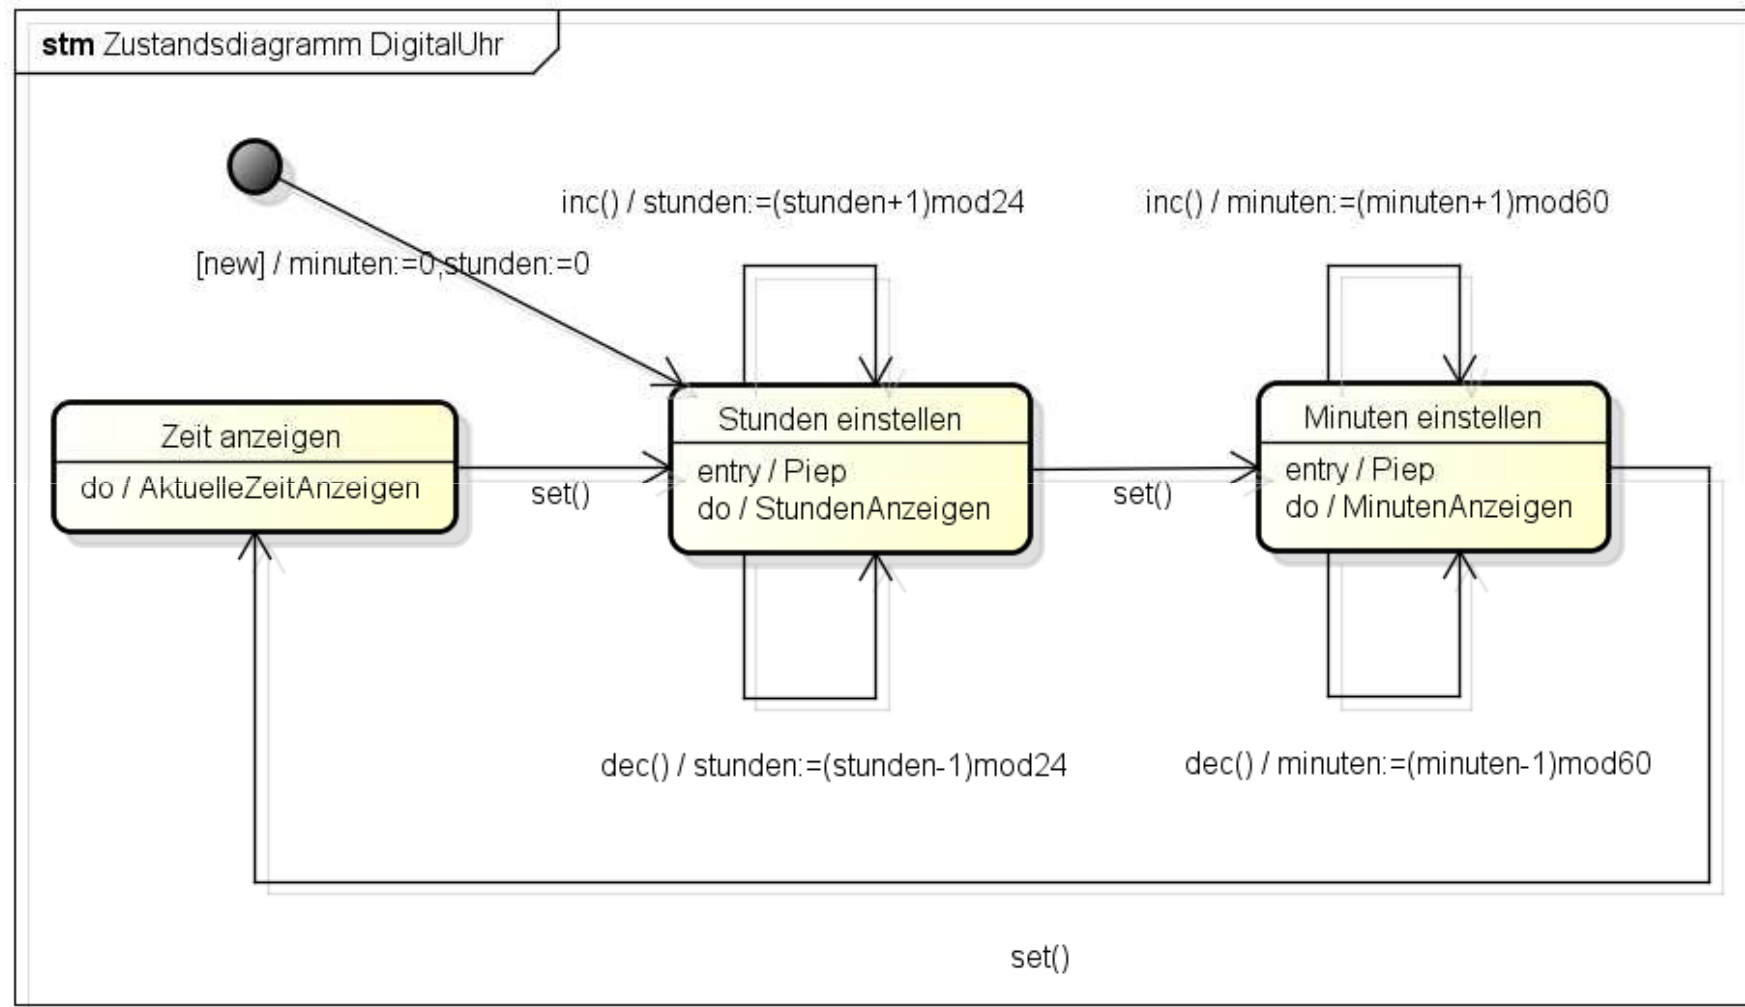 stm Zustandsdiagramm DigitalUhr
inc() / stunden:=(stunden+1)mod24
inc() / minuten:=(minuten+1)mod60
[new] / minuten:=0,stunden:=0
Zeit anzeigen
do / AktuelleZeitAnzeigen
set()
Stunden einstellen
entry / Piep
do / StundenAnzeigen
set()
Minuten einstellen
entry / Piep
do / MinutenAnzeigen
dec() / stunden:=(stunden-1)mod24
dec() / minuten:=(minuten-1)mod60
set()